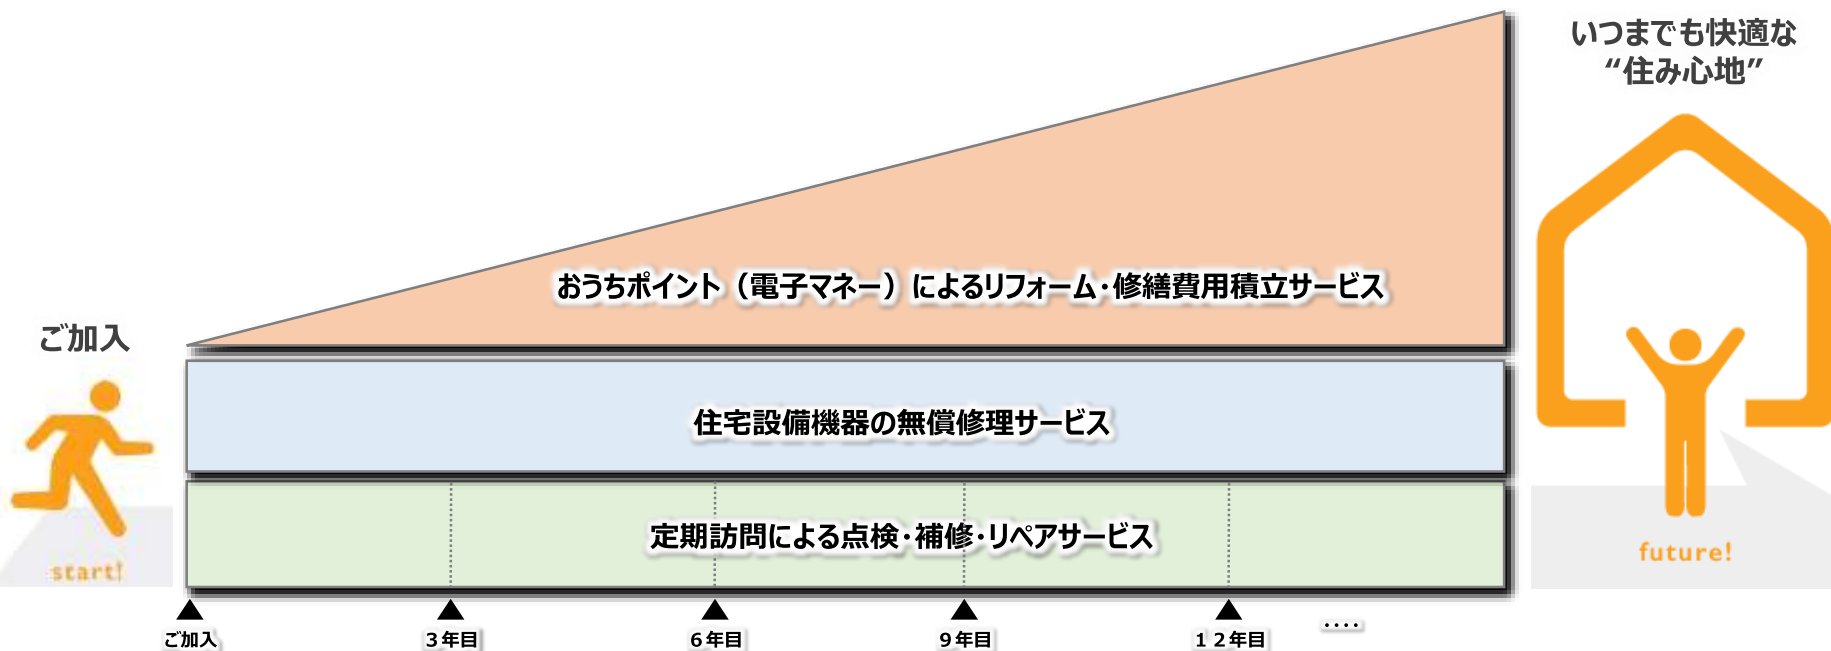 いつまでも快適な
“住み心地”
おうちポイント（電子マネー）によるリフォーム・修繕費用積立サービス
ご加入
住宅設備機器の無償修理サービス
定期訪問による点検・補修・リペアサービス
start!
future!
ご加入
３年目
６年目
９年目
１２年目
････